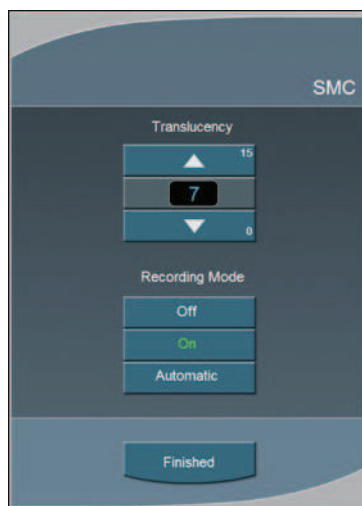 SMC
Translucency
15
7
0
Recording Mode
Off
On
Automatic
Finished